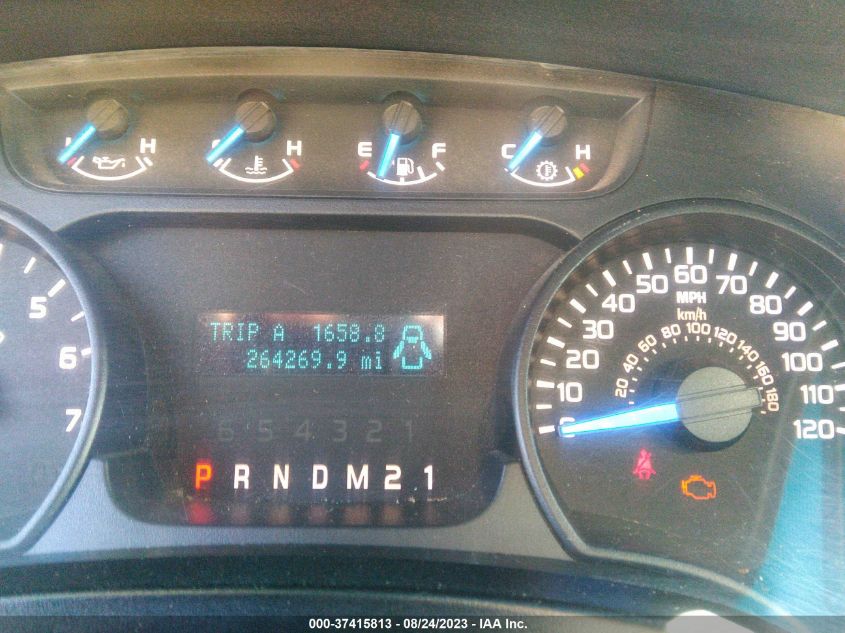 H
H
E F
C H
TRIP A 1658.8
264269.9 mi
6 5 4 3 2 1
P R N D M 2 1
5
6
7
0 10 20 30 40 50 60 70 80 90 100 110 120
MPH
km/h
20 40 60 80 100 120 140 160 180
000-37415813 - 08/24/2023 - IAA Inc.